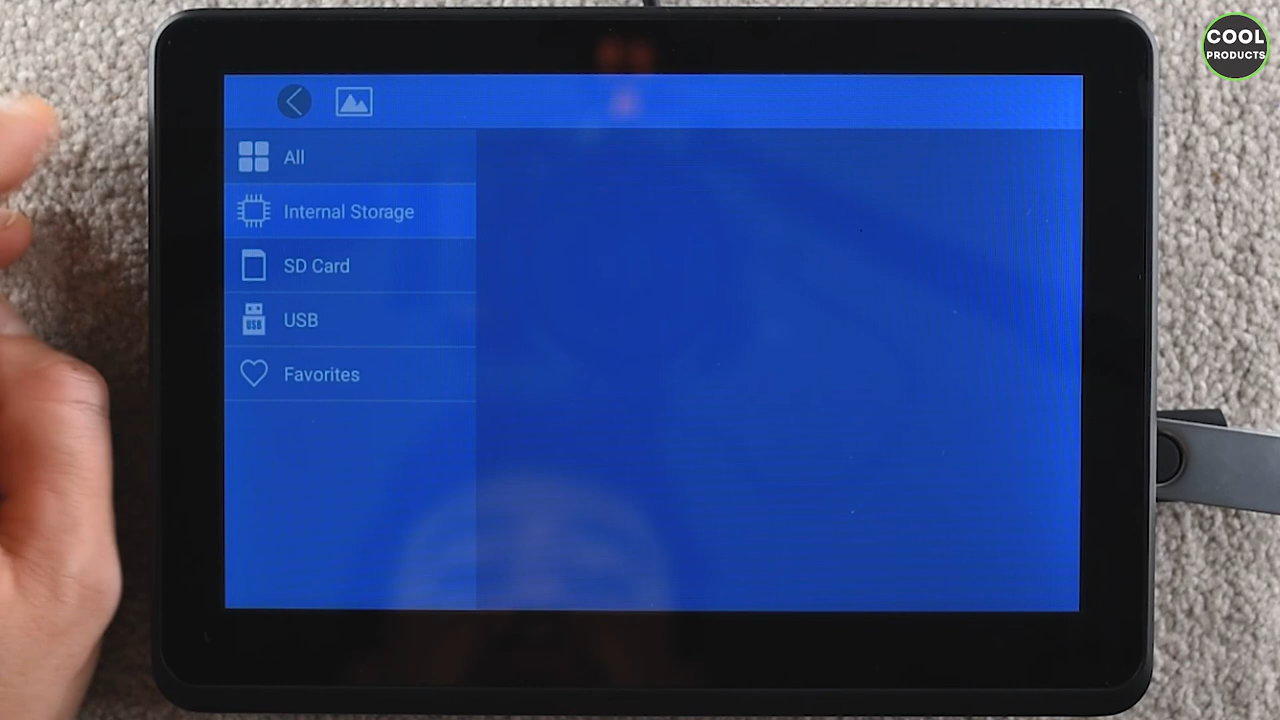 COOL
PRODUCTS
All
Internal Storage
SD Card
USB
USB
Favorites